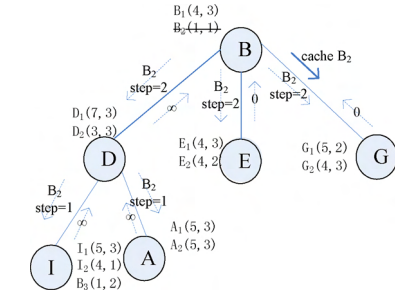 B₁(4, 3)
B₂(1, 1)
B
cache B₂
B₂
step=2
B₂
step=2
B₂
step=2
∞
0
0
D₁(7, 3)
D₂(3, 3)
D
E₁(4, 3)
E₂(4, 2)
E
G₁(5, 2)
G₂(4, 3)
G
B₂
step=1
B₂
step=1
∞
∞
A₁(5, 3)
A₂(5, 3)
I
I₁(5, 3)
I₂(4, 1)
B₃(1, 2)
A